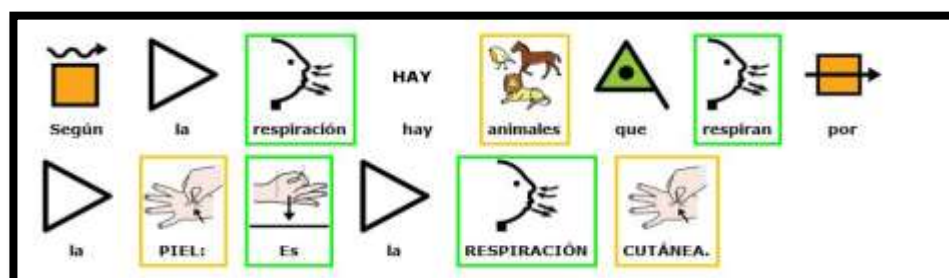 HAY
Según la respiración hay animales que respiran por
la PIEL: Es la RESPIRACIÓN CUTÁNEA.